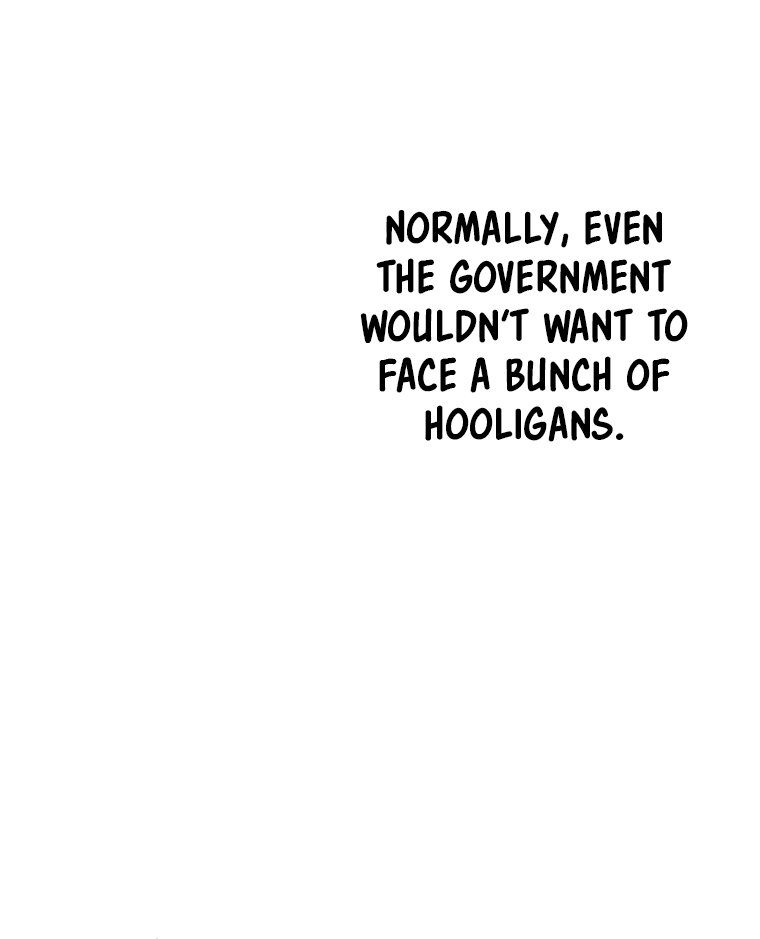 NORMALLY, EVEN
THE GOVERNMENT
WOULDN'T WANT TO
FACE A BUNCH OF
HOOLIGANS.